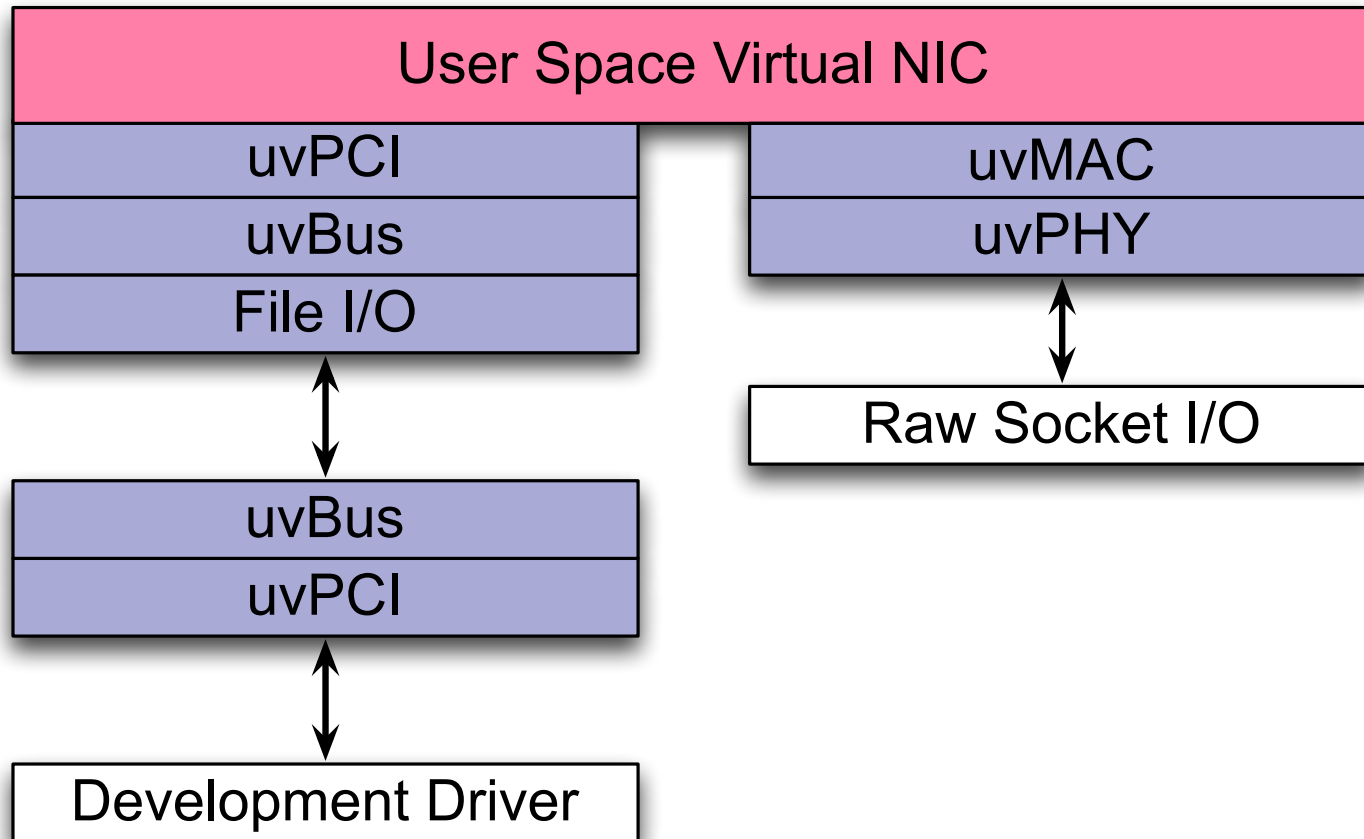 User Space Virtual NIC
uvPCI
uvBus
File I/O
uvMAC
uvPHY
Raw Socket I/O
uvBus
uvPCI
Development Driver